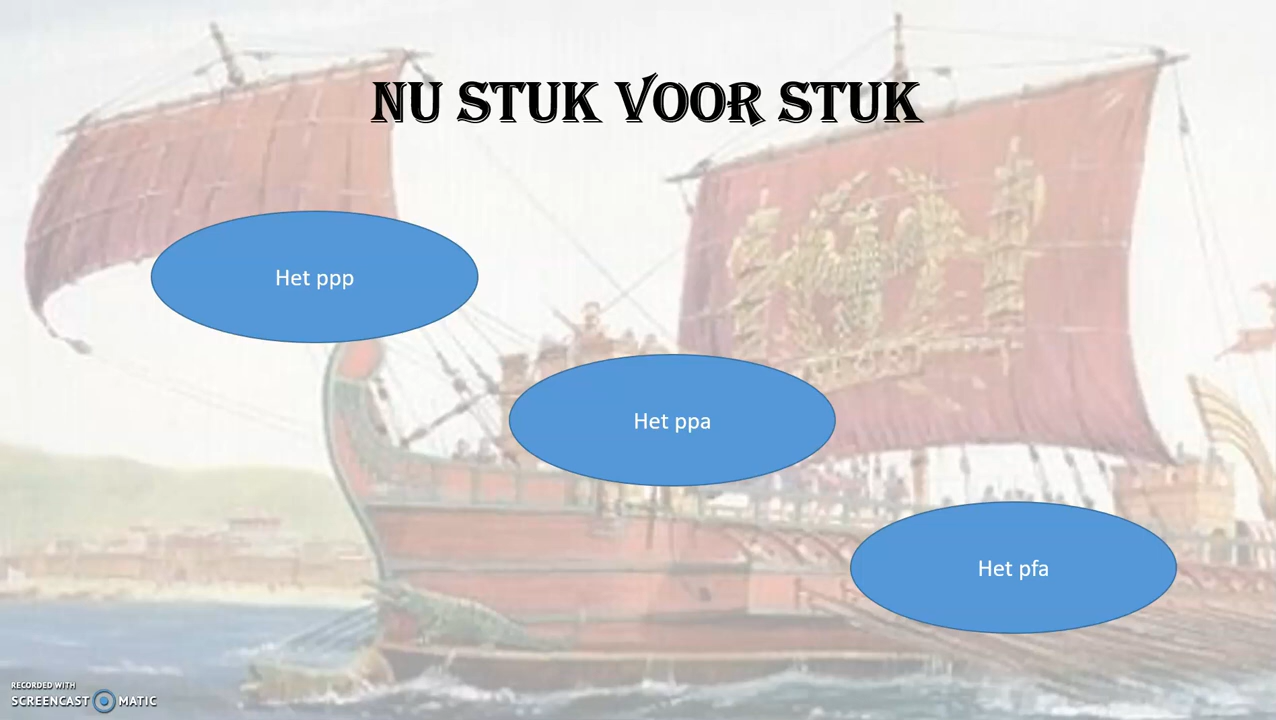 NU STUK VOOR STUK
Het ppp
Het ppa
Het pfa
RECORDED WITH
SCREENCAST MATIC